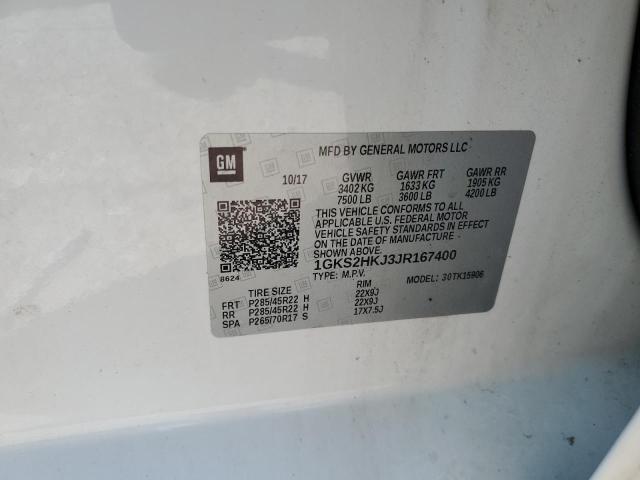 GM
MFD BY GENERAL MOTORS LLC
10/17 GVWR GAWR FRT GAWR RR
3402 KG 1633 KG 1905 KG
7500 LB 3600 LB 4200 LB
THIS VEHICLE CONFORMS TO ALL
APPLICABLE U.S. FEDERAL MOTOR
VEHICLE SAFETY STANDARDS IN EFFECT
ON THE DATE OF MANUFACTURE
SHOWN ABOVE.
8624 1GKS2HKJ3JR167400
TYPE: M.P.V. MODEL: 30TK15906
TIRE SIZE RIM
FRT P285/45R22 H 22X9J
RR P285/45R22 H 22X9J
SPA P265/70R17 S 17X7.5J